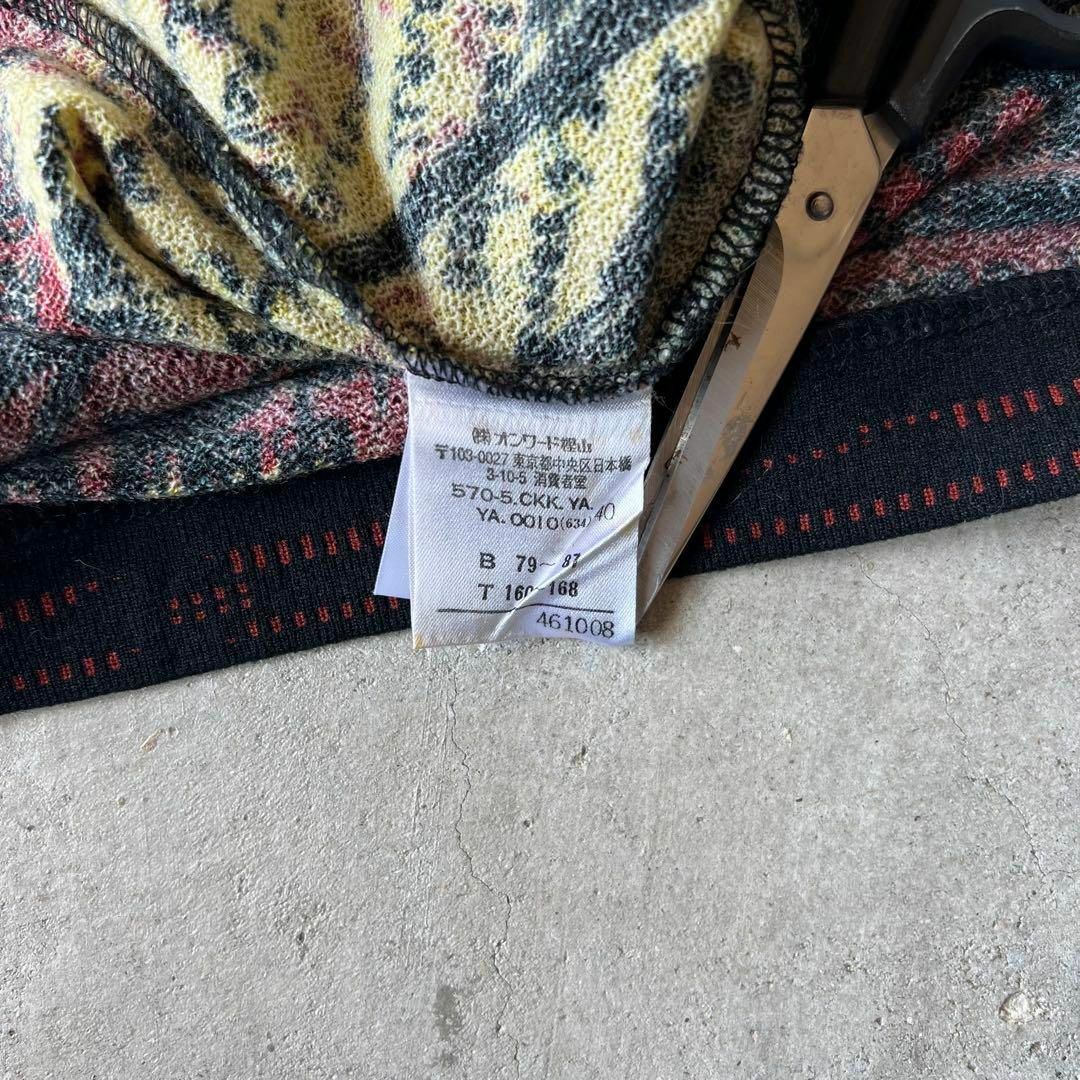 ㈱オンワード樫山
〒103-0027 東京都中央区日本橋
3-10-5 消費者室
570-5.CKK.YA.40
YA.0010(634)
B 79~87
T 160~168
461008